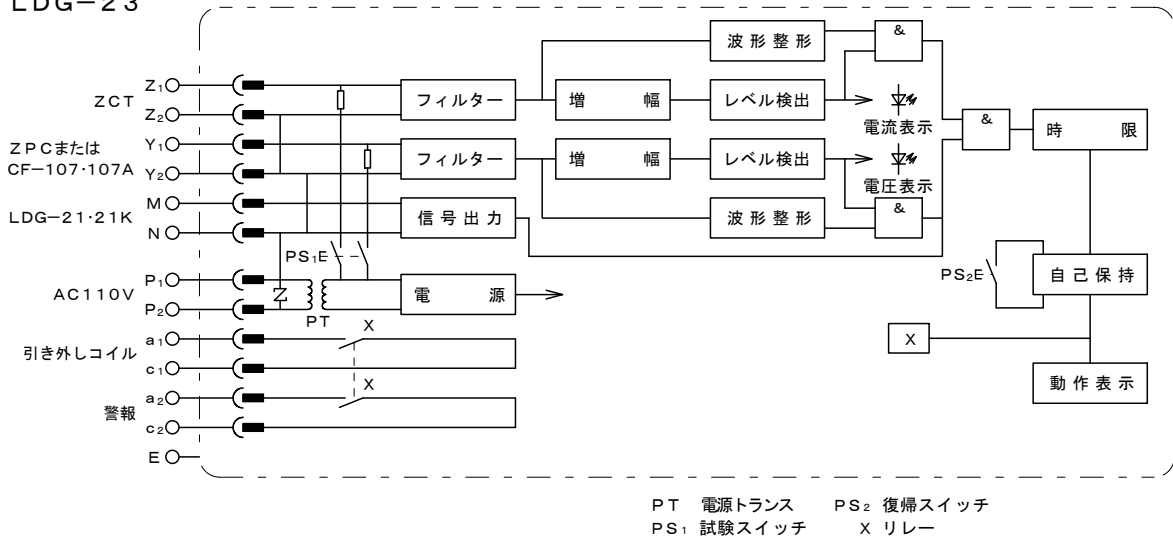 LDG-23
Z₁
ZCT
Z₂
Y₁
ZPCまたは
CF-107・107A
Y₂
M
LDG-21・21K
N
P₁
AC110V
P₂
a₁
引き外しコイル
c₁
a₂
警報
c₂
E
フィルター
増幅
波形整形
レベル検出
&
電流表示
フィルター
増幅
レベル検出
電圧表示
波形整形
&
&
時限
信号出力
PS₁E
電源
PT
X
X
PS₂E
自己保持
X
動作表示
PT 電源トランス PS₂ 復帰スイッチ
PS₁ 試験スイッチ X リレー